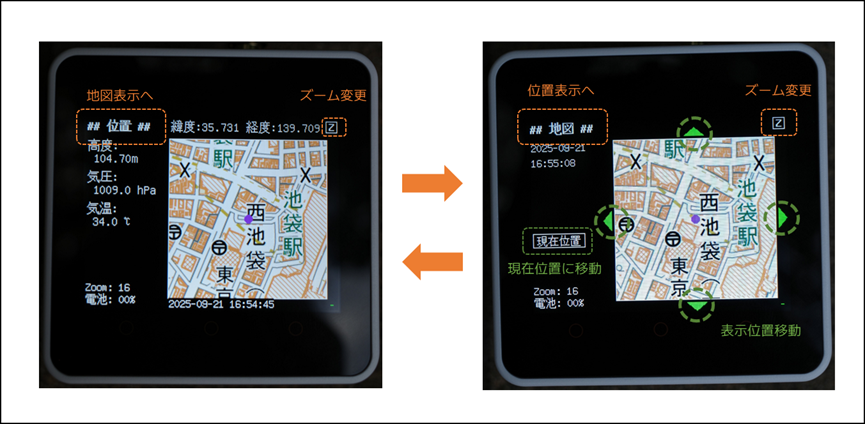 地図表示へ
ズーム変更
## 位置 ##
緯度:35.731 経度:139.709
Z
高度:
104.70m
気圧:
1009.0 hPa
気温:
34.0 ℃
Zoom: 16
電池: 00%
袋駅
池袋駅
西池袋
東京
2025-09-21 16:54:45
位置表示へ
ズーム変更
## 地図 ##
Z
2025-09-21
16:55:08
現在位置
現在位置に移動
Zoom: 16
電池: 00%
駅
池袋駅
西池袋
東京
表示位置移動